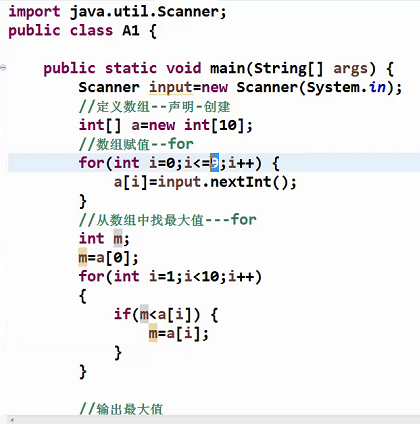 import java.util.Scanner;
public class A1 {
public static void main(String[] args) {
Scanner input=new Scanner(System.in);
//定义数组--声明-创建
int[] a=new int[10];
//数组赋值--for
for(int i=0;i<=9;i++) {
a[i]=input.nextInt();
}
//从数组中找最大值---for
int m;
m=a[0];
for(int i=1;i<10;i++)
{
if(m<a[i]) {
m=a[i];
}
}
//输出最大值